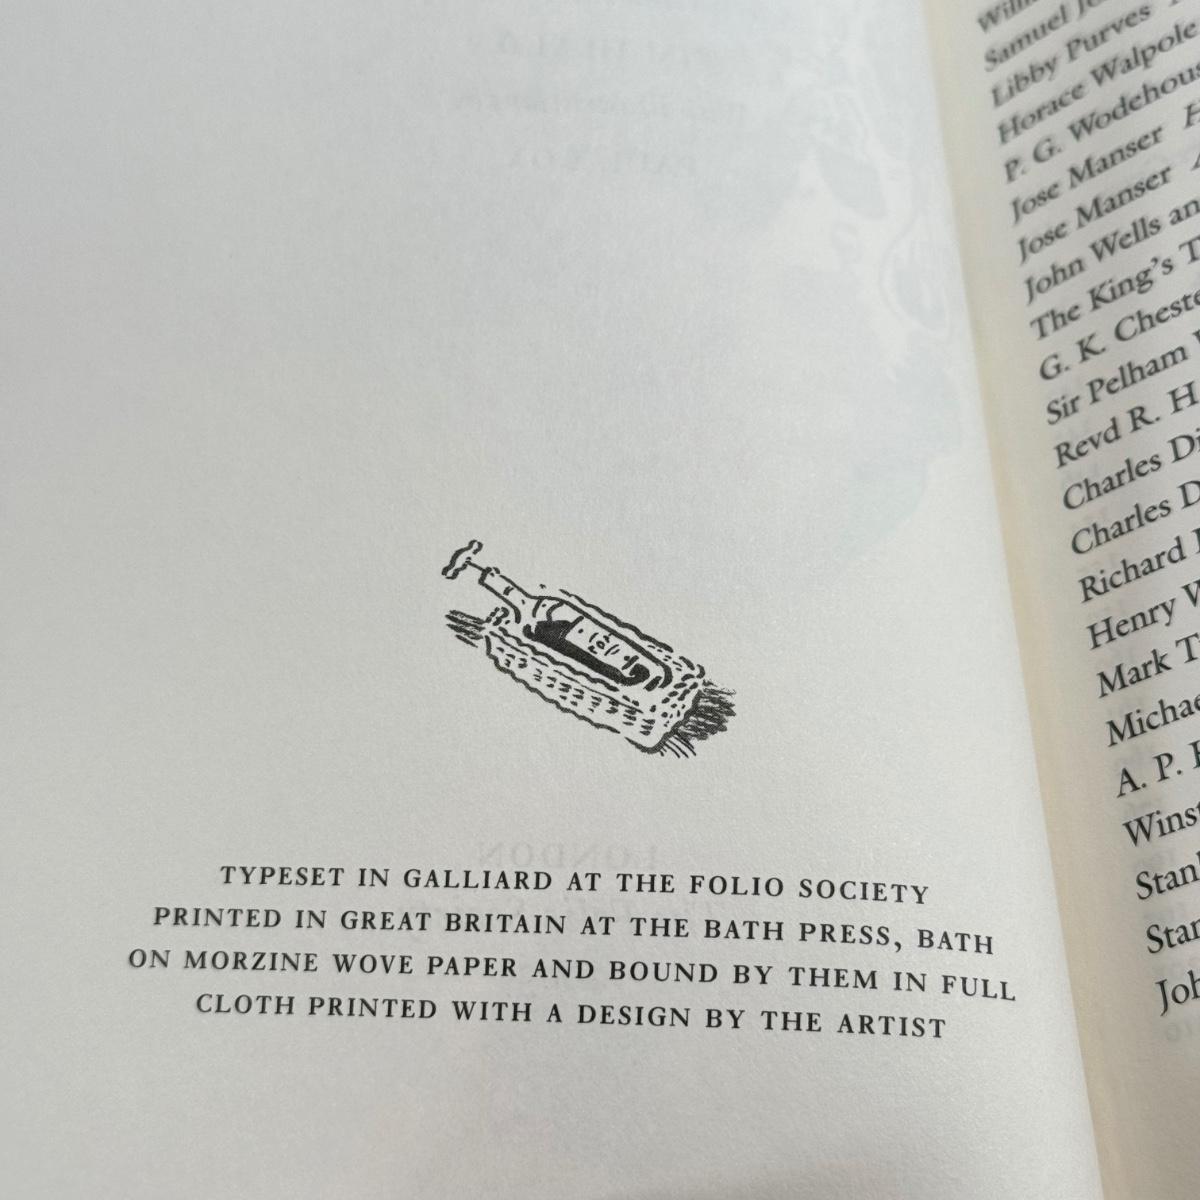 TYPESET IN GALLIARD AT THE FOLIO SOCIETY
PRINTED IN GREAT BRITAIN AT THE BATH PRESS, BATH
ON MORZINE WOVE PAPER AND BOUND BY THEM IN FULL
CLOTH PRINTED WITH A DESIGN BY THE ARTIST
LONDON
Samuel
Libby Purves
Horace Walpole
P. G.
Jose Manser
Jose Manser
John Wells
The King's
G. K.
Sir Pelham
Revd R. H
Charles
Charles
Richard
Henry
Mark
A. P.